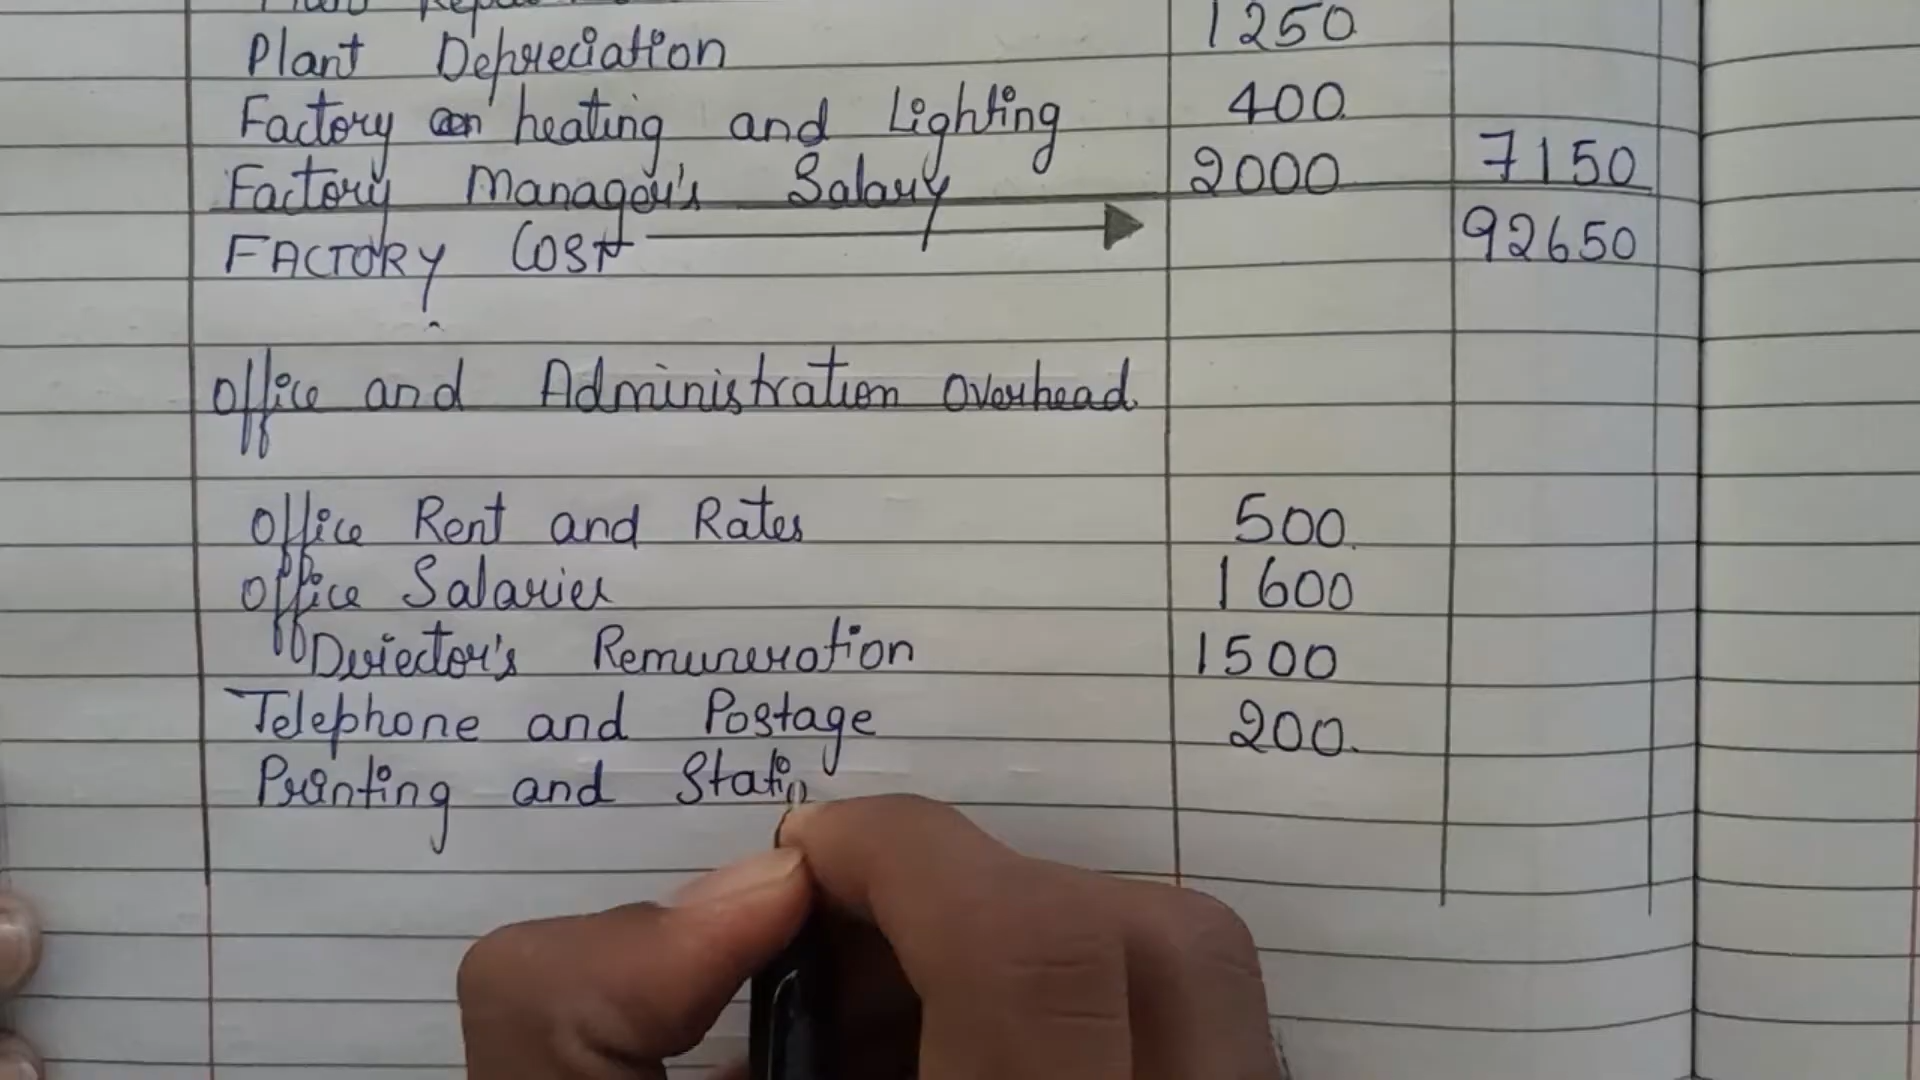 Plant Depreciation 1250
Factory heating and Lighting 400
Factory Manager's Salary 2000 7150
FACTORY COST 92650
Office and Administration Overhead
Office Rent and Rates 500
Office Salaries 1600
Director's Remuneration 1500
Telephone and Postage 200
Printing and Statio